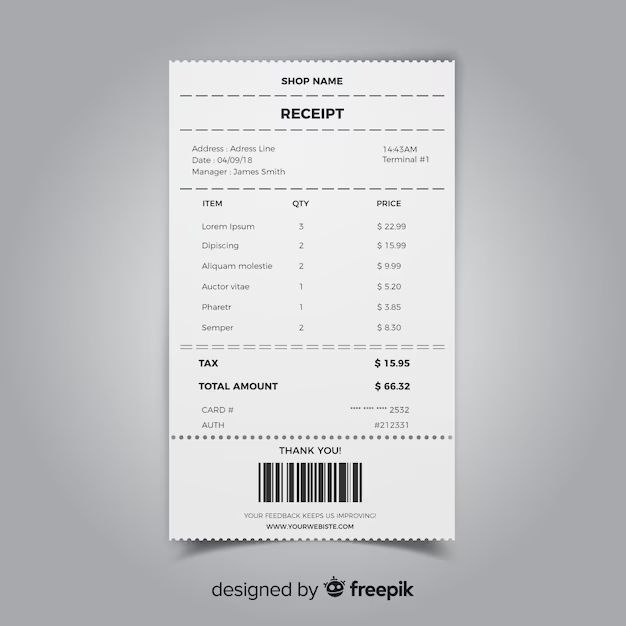 SHOP NAME
RECEIPT
Address : Adress Line 14:43AM
Date : 04/09/18 Terminal #1
Manager : James Smith
ITEM QTY PRICE
Lorem Ipsum 3 $ 22.99
Dipiscing 2 $ 15.99
Aliquam molestie 2 $ 9.99
Auctor vitae 1 $ 5.20
Pharetr 1 $ 3.85
Semper 2 $ 8.30
TAX $ 15.95
TOTAL AMOUNT $ 66.32
CARD # **** **** 2532
AUTH #212331
THANK YOU!
YOUR FEEDBACK KEEPS US IMPROVING!
WWW.YOURWEBISTE.COM
designed by freepik